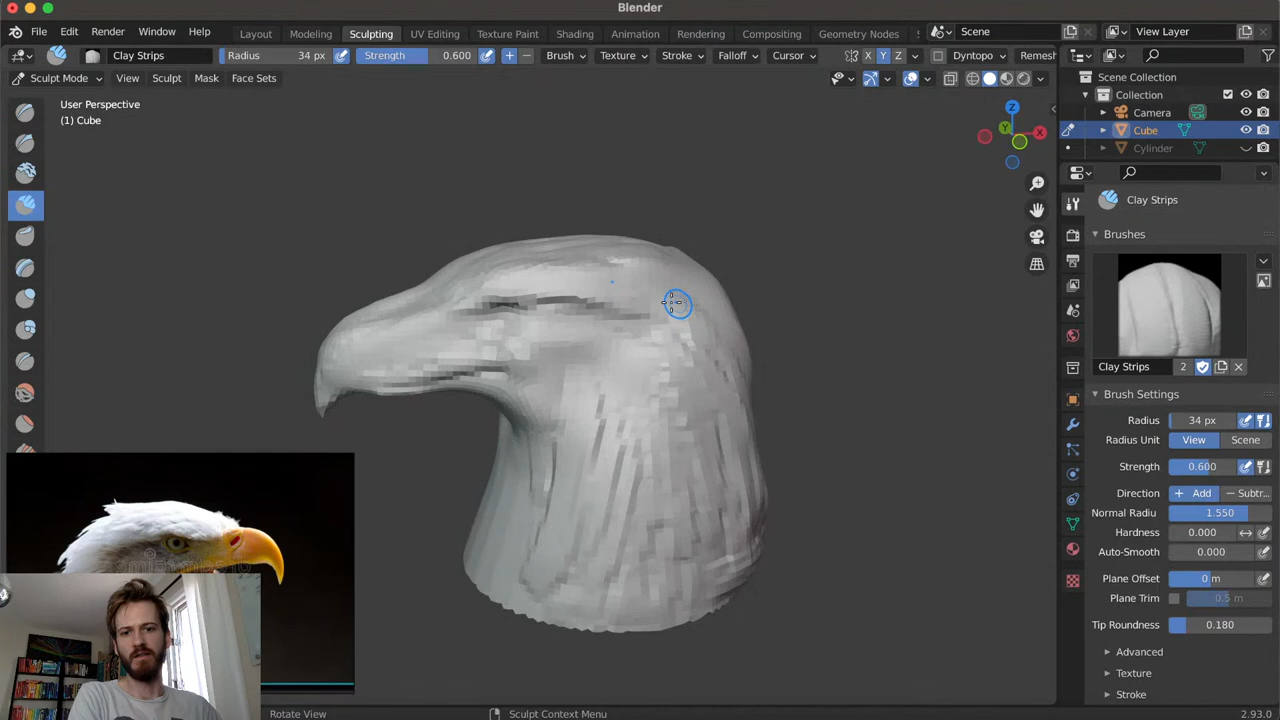 Blender
File Edit Render Window Help
Layout Modeling Sculpting UV Editing Texture Paint Shading Animation Rendering Compositing Geometry Nodes
Scene
View Layer
Clay Strips
Radius 34 px
Strength 0.600
Brush
Texture
Stroke
Falloff
Cursor
X Y Z
Dyntopo
Remesh
Sculpt Mode View Sculpt Mask Face Sets
User Perspective
(1) Cube
Z
Y
X
Scene Collection
Collection
Camera
Cube
Cylinder
Clay Strips
Brushes
Clay Strips 2
Brush Settings
Radius 34 px
Radius Unit View Scene
Strength 0.600
Direction + Add − Subtr...
Normal Radiu 1.550
Hardness 0.000
Auto-Smooth 0.000
Plane Offset 0 m
Plane Trim 0.5 m
Tip Roundness 0.180
Advanced
Texture
Stroke
Rotate View
Sculpt Context Menu
2.93.0